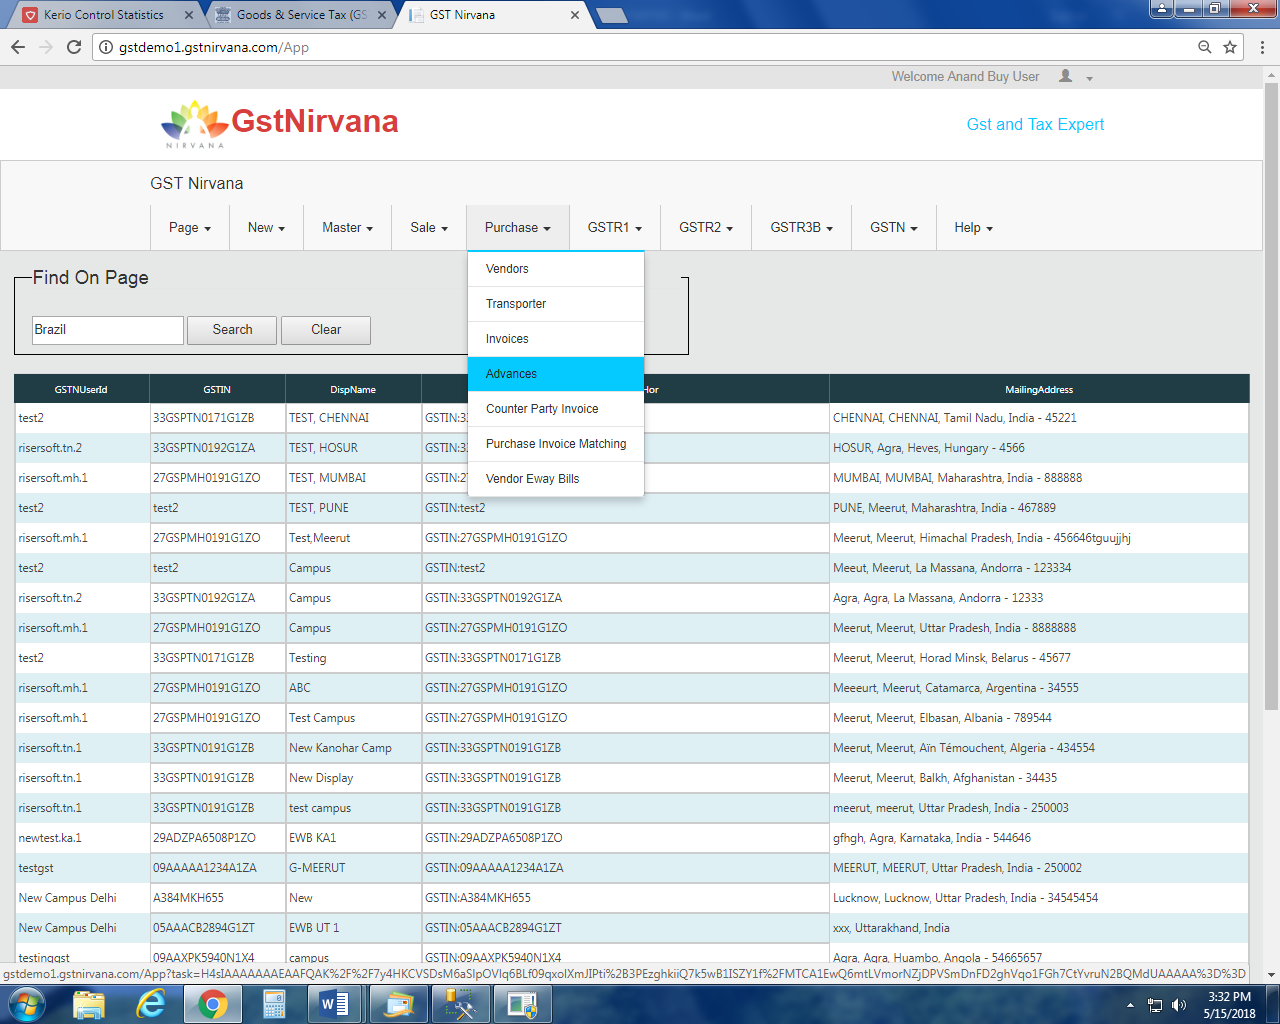 Kerio Control Statistics
Goods & Service Tax (GS
GST Nirvana
gstdemo1.gstnirvana.com/App
Welcome Anand Buy User
NIRVANA
GstNirvana
Gst and Tax Expert
GST Nirvana
Page New Master Sale Purchase GSTR1 GSTR2 GSTR3B GSTN Help
Vendors
Transporter
Invoices
Advances
Counter Party Invoice
Purchase Invoice Matching
Vendor Eway Bills
Find On Page
Brazil Search Clear
GSTNUserId GSTIN DispName Hor MailingAddress
test2 33GSPTN0171G1ZB TEST, CHENNAI GSTIN:33 CHENNAI, CHENNAI, Tamil Nadu, India - 45221
risersoft.tn.2 33GSPTN0192G1ZA TEST, HOSUR GSTIN:33 HOSUR, Agra, Heves, Hungary - 4566
risersoft.mh.1 27GSPMH0191G1ZO TEST, MUMBAI GSTIN:27 MUMBAI, MUMBAI, Maharashtra, India - 888888
test2 test2 TEST, PUNE GSTIN:test2 PUNE, Meerut, Maharashtra, India - 467889
risersoft.mh.1 27GSPMH0191G1ZO Test,Meerut GSTIN:27GSPMH0191G1ZO Meerut, Meerut, Himachal Pradesh, India - 456646tguujjhj
test2 test2 Campus GSTIN:test2 Meeut, Meerut, La Massana, Andorra - 123334
risersoft.tn.2 33GSPTN0192G1ZA Campus GSTIN:33GSPTN0192G1ZA Agra, Agra, La Massana, Andorra - 12333
risersoft.mh.1 27GSPMH0191G1ZO Campus GSTIN:27GSPMH0191G1ZO Meerut, Meerut, Uttar Pradesh, India - 8888888
test2 33GSPTN0171G1ZB Testing GSTIN:33GSPTN0171G1ZB Meerut, Meerut, Horad Minsk, Belarus - 45677
risersoft.mh.1 27GSPMH0191G1ZO ABC GSTIN:27GSPMH0191G1ZO Meeeurt, Meerut, Catamarca, Argentina - 34555
risersoft.mh.1 27GSPMH0191G1ZO Test Campus GSTIN:27GSPMH0191G1ZO Meerut, Meerut, Elbasan, Albania - 789544
risersoft.tn.1 33GSPTN0191G1ZB New Kanohar Camp GSTIN:33GSPTN0191G1ZB Meerut, Meerut, Aïn Témouchent, Algeria - 434554
risersoft.tn.1 33GSPTN0191G1ZB New Display GSTIN:33GSPTN0191G1ZB Meerut, Meerut, Balkh, Afghanistan - 34435
risersoft.tn.1 33GSPTN0191G1ZB test campus GSTIN:33GSPTN0191G1ZB meerut, meerut, Uttar Pradesh, India - 250003
newtest.ka.1 29ADZPA6508P1ZO EWB KA1 GSTIN:29ADZPA6508P1ZO gfhgh, Agra, Karnataka, India - 544646
testgst 09AAAAA1234A1ZA G-MEERUT GSTIN:09AAAAA1234A1ZA MEERUT, MEERUT, Uttar Pradesh, India - 250002
New Campus Delhi A384MKH655 New GSTIN:A384MKH655 Lucknow, Lucknow, Uttar Pradesh, India - 34545454
New Campus Delhi 05AAACB2894G1ZT EWB UT 1 GSTIN:05AAACB2894G1ZT xxx, Uttarakhand, India
testinggst 09AAXPK5940N1X4 campus GSTIN:09AAXPK5940N1X4 Agra, Agra, Huambo, Angola - 54665657
gstdemo1.gstnirvana.com/App?task=H4sIAAAAAAAEAAFQAK%2F%2F7y4HKCVSDsM6aSIpOVIq6BLf09qxoIXmJIPti%2B3PEzghkiiQ7k5wB1ISZY1f%2FMTCA1EwQ6mtLVmorNZjDPVSmDnFD2ghVqo1FGh7CtYvruN2BQMdUAAAAA%3D%3D
3:32 PM
5/15/2018